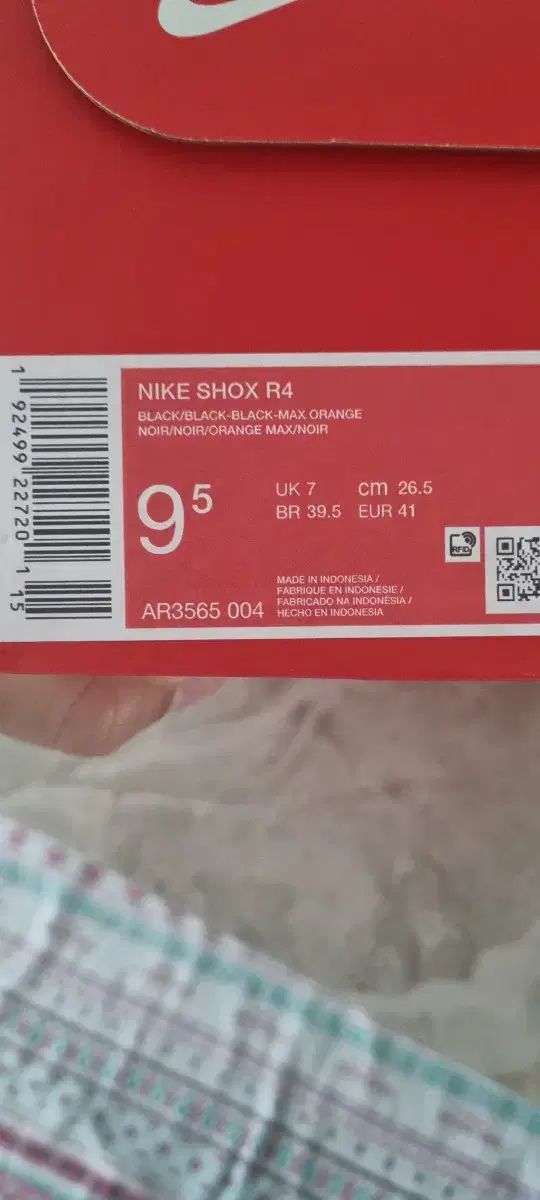 NIKE SHOX R4
BLACK/BLACK-BLACK-MAX ORANGE
NOIR/NOIR/ORANGE MAX/NOIR
9⁵
UK 7 cm 26.5
BR 39.5 EUR 41
RFID
MADE IN INDONESIA /
FABRIQUE EN INDONESIE /
FABRICADO NA INDONÉSIA /
HECHO EN INDONESIA
AR3565 004
1 92499 22720 1 15